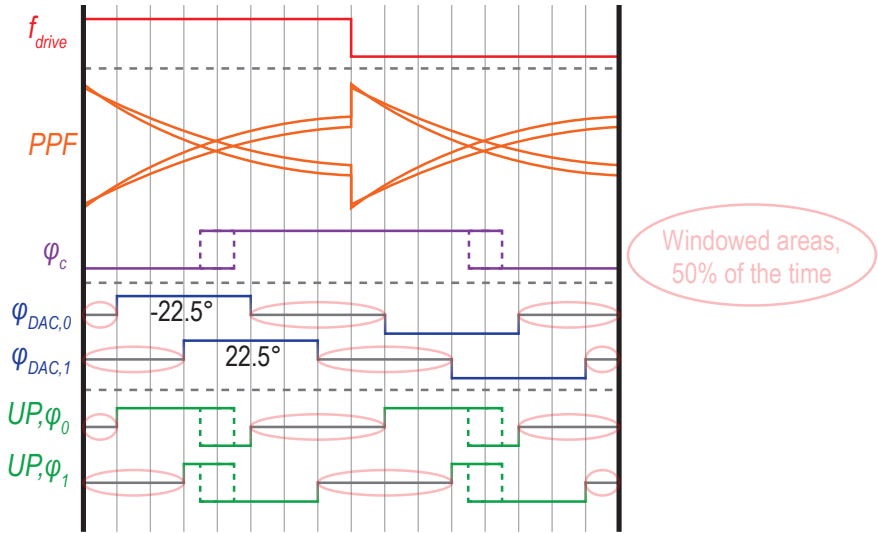 f_drive
PPF
φ_c
Windowed areas,
50% of the time
φ_DAC,0
-22.5°
φ_DAC,1
22.5°
UP,φ_0
UP,φ_1